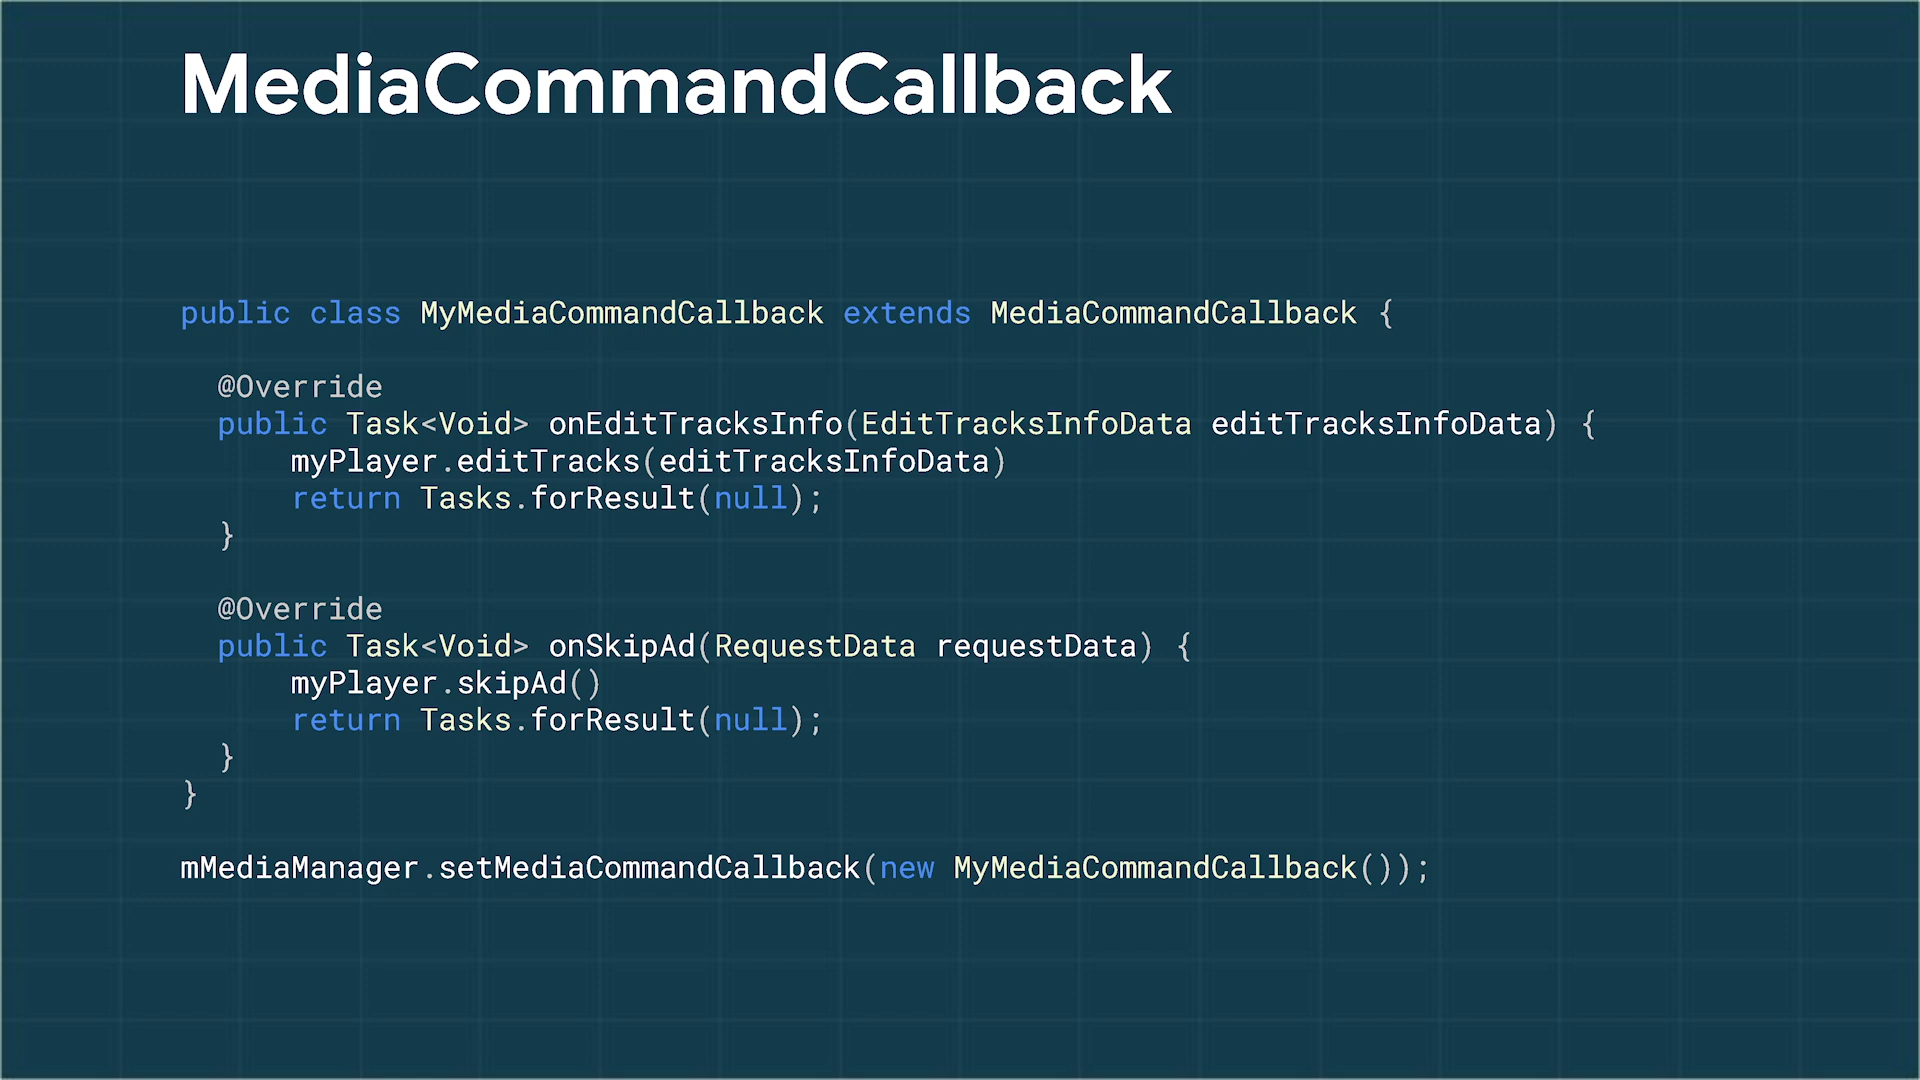 MediaCommandCallback
public class MyMediaCommandCallback extends MediaCommandCallback {
@Override
public Task<Void> onEditTracksInfo(EditTracksInfoData editTracksInfoData) {
myPlayer.editTracks(editTracksInfoData)
return Tasks.forResult(null);
}
@Override
public Task<Void> onSkipAd(RequestData requestData) {
myPlayer.skipAd()
return Tasks.forResult(null);
}
}
mMediaManager.setMediaCommandCallback(new MyMediaCommandCallback());